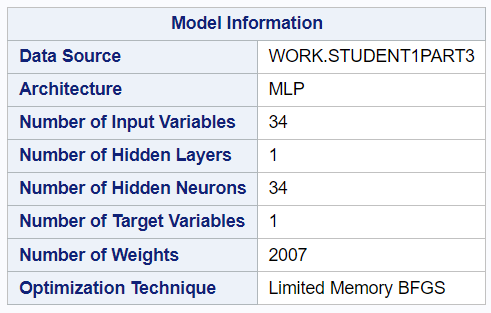 Model Information
Data Source WORK.STUDENT1PART3
Architecture MLP
Number of Input Variables 34
Number of Hidden Layers 1
Number of Hidden Neurons 34
Number of Target Variables 1
Number of Weights 2007
Optimization Technique Limited Memory BFGS